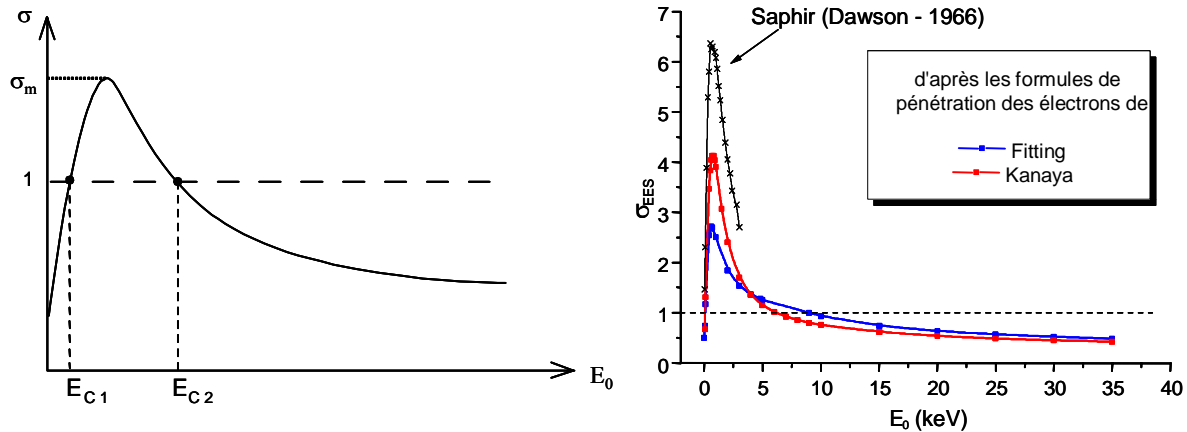 σ
σm
1
EC1
EC2
E0
7
6
5
4
3
2
1
0
σEES
Saphir (Dawson - 1966)
d'après les formules de
pénétration des électrons de
Fitting
Kanaya
0 5 10 15 20 25 30 35 40
E0 (keV)